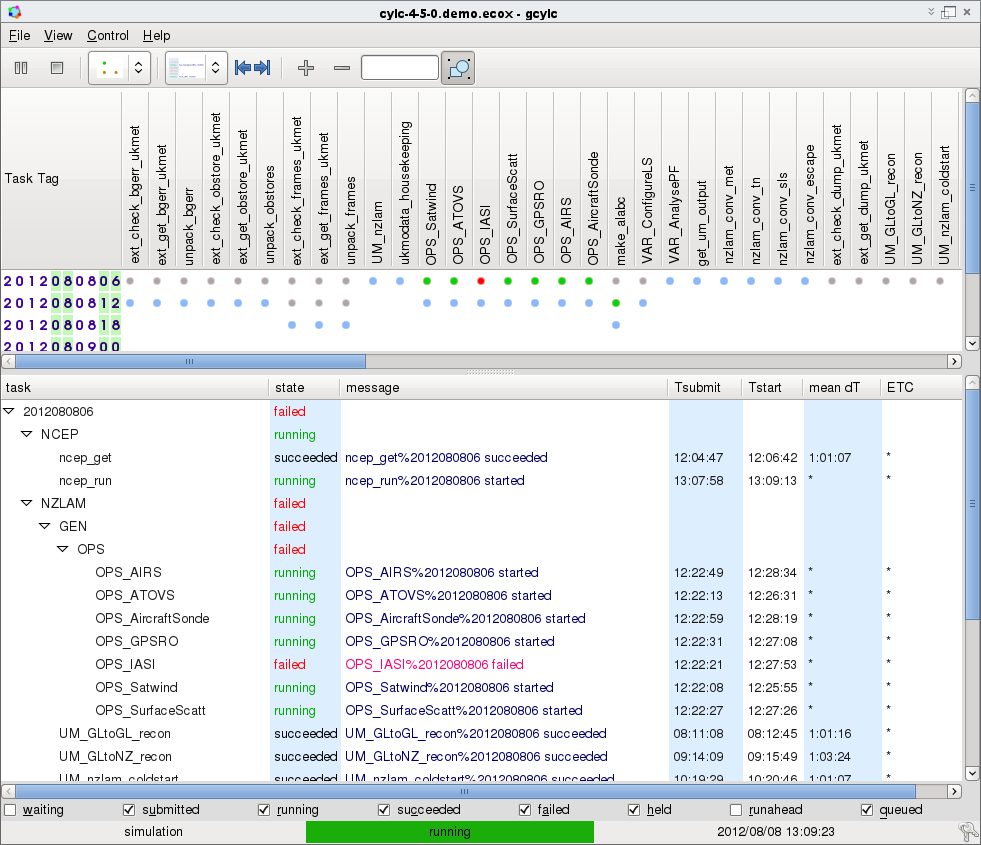 cylc-4-5-0.demo.ecox - gcylc
File View Control Help
Task Tag
ext_check_bgerr_ukmet
ext_get_bgerr_ukmet
unpack_bgerr
ext_check_obstore_ukmet
ext_get_obstore_ukmet
unpack_obstores
ext_check_frames_ukmet
ext_get_frames_ukmet
unpack_frames
UM_nzlam
ukmodata_housekeeping
OPS_Satwind
OPS_ATOVS
OPS_IASI
OPS_SurfaceScatt
OPS_GPSRO
OPS_AIRS
OPS_AircraftSonde
make_alabc
VAR_ConfigureLS
VAR_AnalysePF
get_um_output
nzlam_conv_met
nzlam_conv_tn
nzlam_conv_sls
nzlam_conv_escape
ext_check_dump_ukmet
ext_get_dump_ukmet
UM_GLtoGL_recon
UM_GLtoNZ_recon
UM_nzlam_coldstart
2012080806
2012080812
2012080818
2012080900
task state message Tsubmit Tstart mean dT ETC
2012080806 failed
NCEP running
ncep_get succeeded ncep_get%2012080806 succeeded 12:04:47 12:06:42 1:01:07 *
ncep_run running ncep_run%2012080806 started 13:07:58 13:09:13 * *
NZLAM failed
GEN failed
OPS failed
OPS_AIRS running OPS_AIRS%2012080806 started 12:22:49 12:28:34 * *
OPS_ATOVS running OPS_ATOVS%2012080806 started 12:22:13 12:26:31 * *
OPS_AircraftSonde running OPS_AircraftSonde%2012080806 started 12:22:59 12:28:19 * *
OPS_GPSRO running OPS_GPSRO%2012080806 started 12:22:31 12:27:08 * *
OPS_IASI failed OPS_IASI%2012080806 failed 12:22:21 12:27:53 * *
OPS_Satwind running OPS_Satwind%2012080806 started 12:22:08 12:25:55 * *
OPS_SurfaceScatt running OPS_SurfaceScatt%2012080806 started 12:22:27 12:27:26 * *
UM_GLtoGL_recon succeeded UM_GLtoGL_recon%2012080806 succeeded 08:11:08 08:12:45 1:01:16 *
UM_GLtoNZ_recon succeeded UM_GLtoNZ_recon%2012080806 succeeded 09:14:09 09:15:49 1:03:24 *
UM_nzlam_coldstart succeeded UM_nzlam_coldstart%2012080806 succeeded 10:19:29 10:20:46 1:01:07 *
waiting submitted running succeeded failed held runahead queued
simulation running 2012/08/08 13:09:23